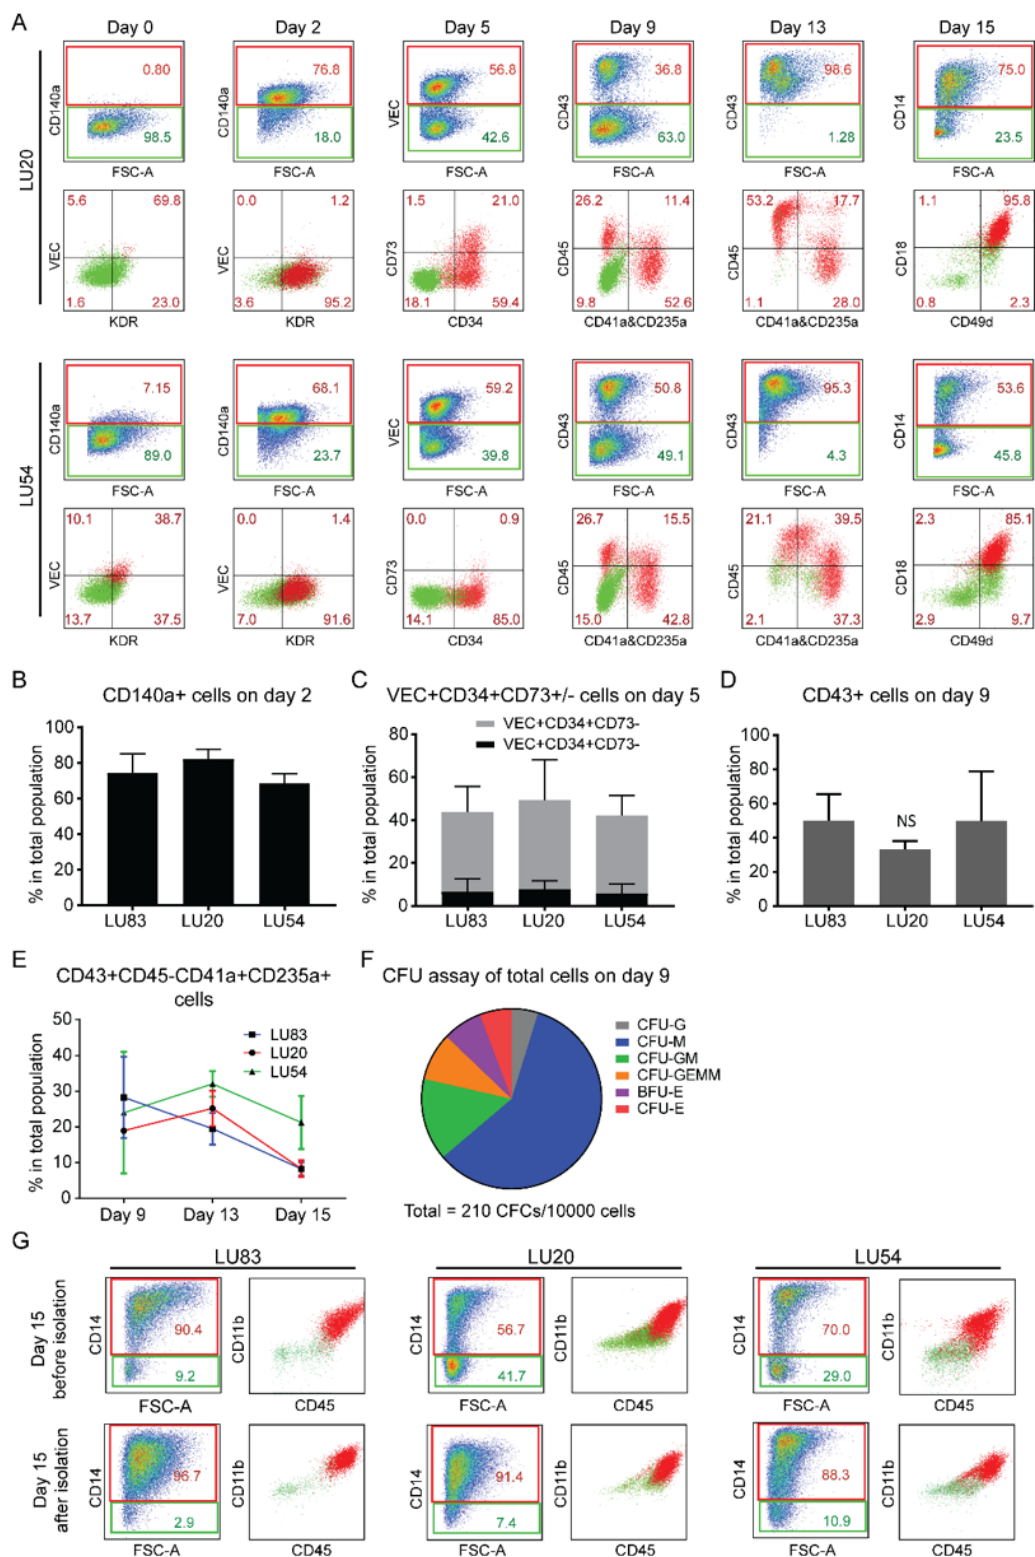 A
Day 0 Day 2 Day 5 Day 9 Day 13 Day 15
LU20
CD140a 0.80 98.5 FSC-A
CD140a 76.8 18.0 FSC-A
VEC 56.8 42.6 FSC-A
CD43 36.8 63.0 FSC-A
CD43 98.6 1.28 FSC-A
CD14 75.0 23.5 FSC-A
VEC 5.6 69.8 1.6 23.0 KDR
VEC 0.0 1.2 3.6 95.2 KDR
CD73 1.5 21.0 18.1 59.4 CD34
CD45 26.2 11.4 9.8 52.6 CD41a&CD235a
CD45 53.2 17.7 1.1 28.0 CD41a&CD235a
CD18 1.1 95.8 0.8 2.3 CD49d
LU54
CD140a 7.15 89.0 FSC-A
CD140a 68.1 23.7 FSC-A
VEC 59.2 39.8 FSC-A
CD43 50.8 49.1 FSC-A
CD43 95.3 4.3 FSC-A
CD14 53.6 45.8 FSC-A
VEC 10.1 38.7 13.7 37.5 KDR
VEC 0.0 1.4 7.0 91.6 KDR
CD73 0.0 0.9 14.1 85.0 CD34
CD45 26.7 15.5 15.0 42.8 CD41a&CD235a
CD45 21.1 39.5 2.1 37.3 CD41a&CD235a
CD18 2.3 85.1 2.9 9.7 CD49d
B
CD140a+ cells on day 2
% in total population
100
80
60
40
20
0
LU83 LU20 LU54
C
VEC+CD34+CD73+/- cells on day 5
VEC+CD34+CD73-
VEC+CD34+CD73-
% in total population
80
60
40
20
0
LU83 LU20 LU54
D
CD43+ cells on day 9
% in total population
100
80
60
40
20
0
NS
LU83 LU20 LU54
E
CD43+CD45-CD41a+CD235a+
cells
% in total population
50
40
30
20
10
0
LU83
LU20
LU54
Day 9 Day 13 Day 15
F
CFU assay of total cells on day 9
CFU-G
CFU-M
CFU-GM
CFU-GEMM
BFU-E
CFU-E
Total = 210 CFCs/10000 cells
G
LU83 LU20 LU54
Day 15
before isolation
CD14 90.4 9.2 FSC-A
CD11b CD45
CD14 56.7 41.7 FSC-A
CD11b CD45
CD14 70.0 29.0 FSC-A
CD11b CD45
Day 15
after isolation
CD14 96.7 2.9 FSC-A
CD11b CD45
CD14 91.4 7.4 FSC-A
CD11b CD45
CD14 88.3 10.9 FSC-A
CD11b CD45